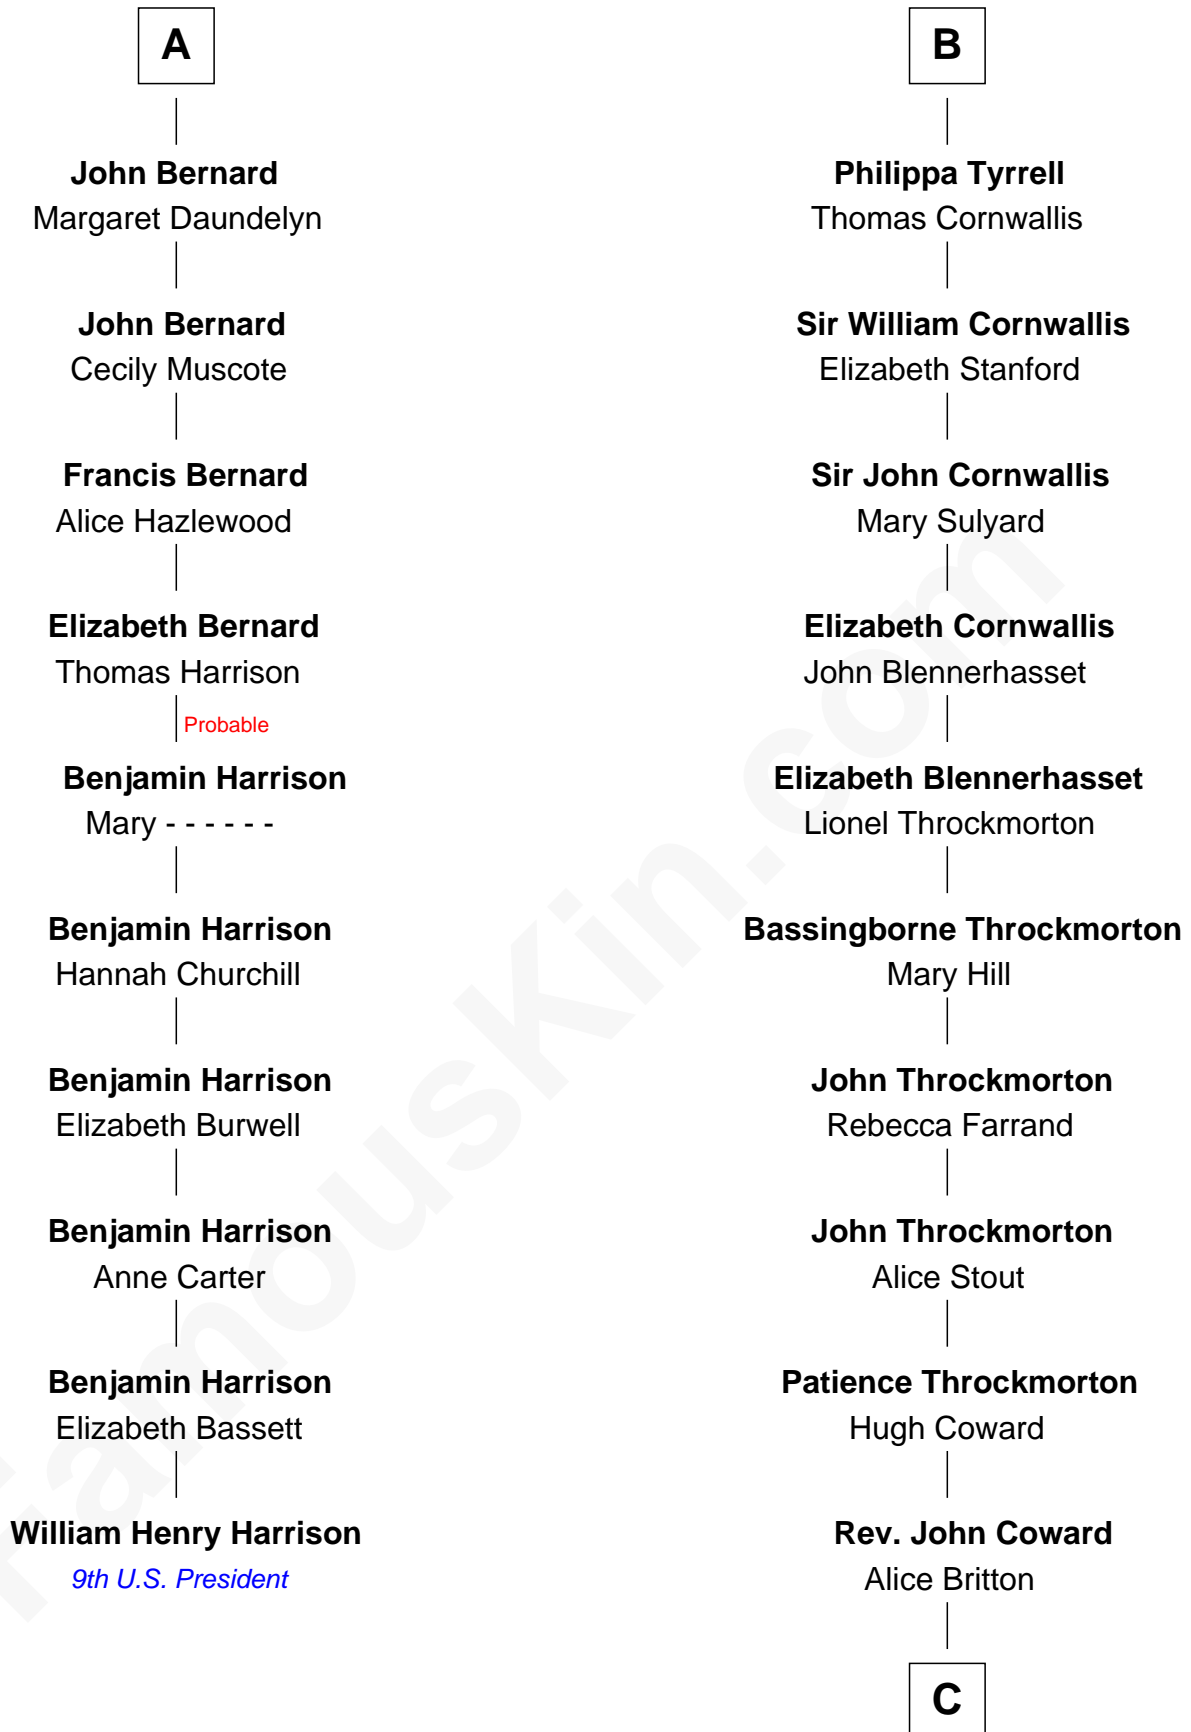 A
John Bernard
Margaret Daundelyn
John Bernard
Cecily Muscote
Francis Bernard
Alice Hazlewood
Elizabeth Bernard
Thomas Harrison
Probable
Benjamin Harrison
Mary - - - - - -
Benjamin Harrison
Hannah Churchill
Benjamin Harrison
Elizabeth Burwell
Benjamin Harrison
Anne Carter
Benjamin Harrison
Elizabeth Bassett
William Henry Harrison
9th U.S. President
B
Philippa Tyrrell
Thomas Cornwallis
Sir William Cornwallis
Elizabeth Stanford
Sir John Cornwallis
Mary Sulyard
Elizabeth Cornwallis
John Blennerhasset
Elizabeth Blennerhasset
Lionel Throckmorton
Bassingborne Throckmorton
Mary Hill
John Throckmorton
Rebecca Farrand
John Throckmorton
Alice Stout
Patience Throckmorton
Hugh Coward
Rev. John Coward
Alice Britton
C
FamousKin.com